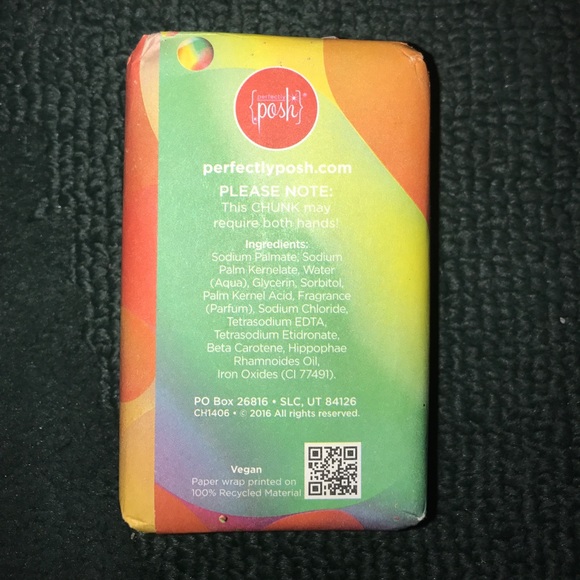 perfectly
{posh}®
perfectlyposh.com
PLEASE NOTE:
This CHUNK may
require both hands!
Ingredients:
Sodium Palmate, Sodium
Palm Kernelate, Water
(Aqua), Glycerin, Sorbitol,
Palm Kernel Acid, Fragrance
(Parfum), Sodium Chloride,
Tetrasodium EDTA,
Tetrasodium Etidronate,
Beta Carotene, Hippophae
Rhamnoides Oil,
Iron Oxides (CI 77491).
PO Box 26816 • SLC, UT 84126
CH1406 • © 2016 All rights reserved.
Vegan
Paper wrap printed on
100% Recycled Material